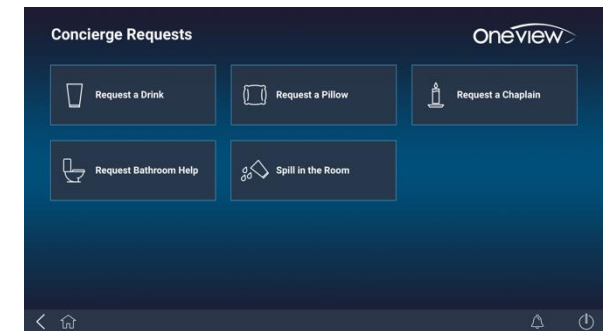 Concierge Requests
Oneview
Request a Drink
Request a Pillow
Request a Chaplain
Request Bathroom Help
Spill in the Room